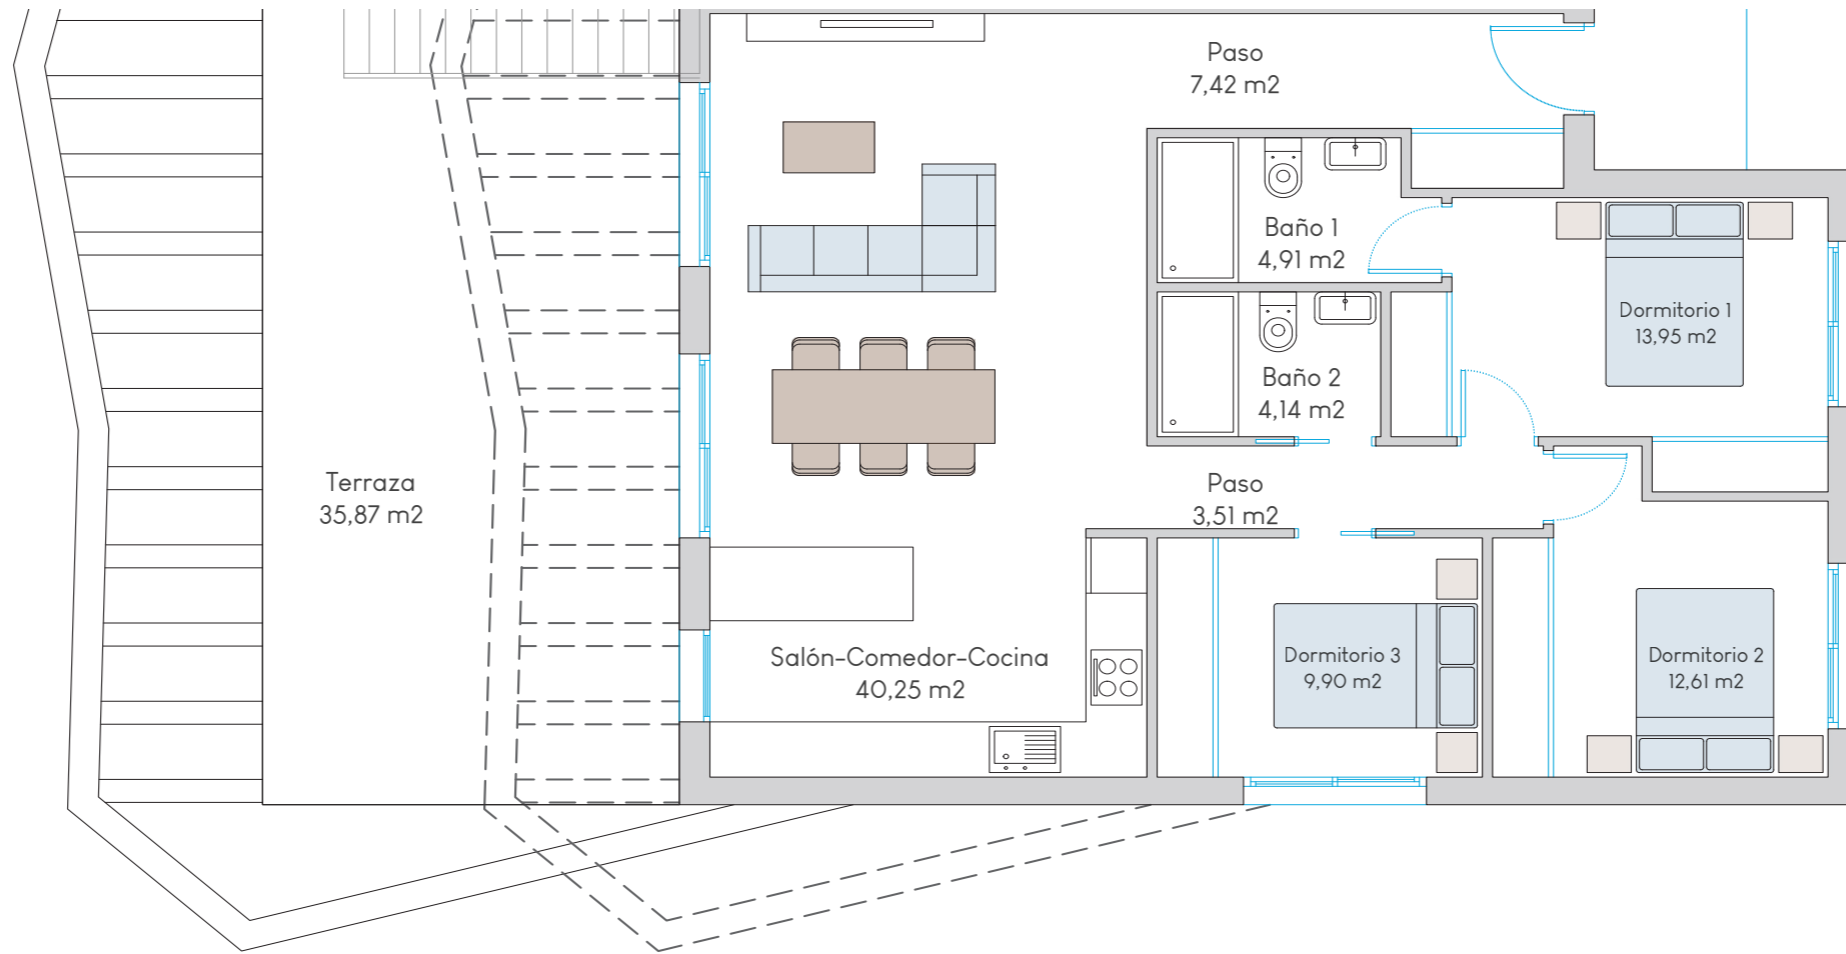 Paso
7,42 m2
Baño 1
4,91 m2
Dormitorio 1
13,95 m2
Baño 2
4,14 m2
Terraza
35,87 m2
Paso
3,51 m2
Salón-Comedor-Cocina
40,25 m2
Dormitorio 3
9,90 m2
Dormitorio 2
12,61 m2